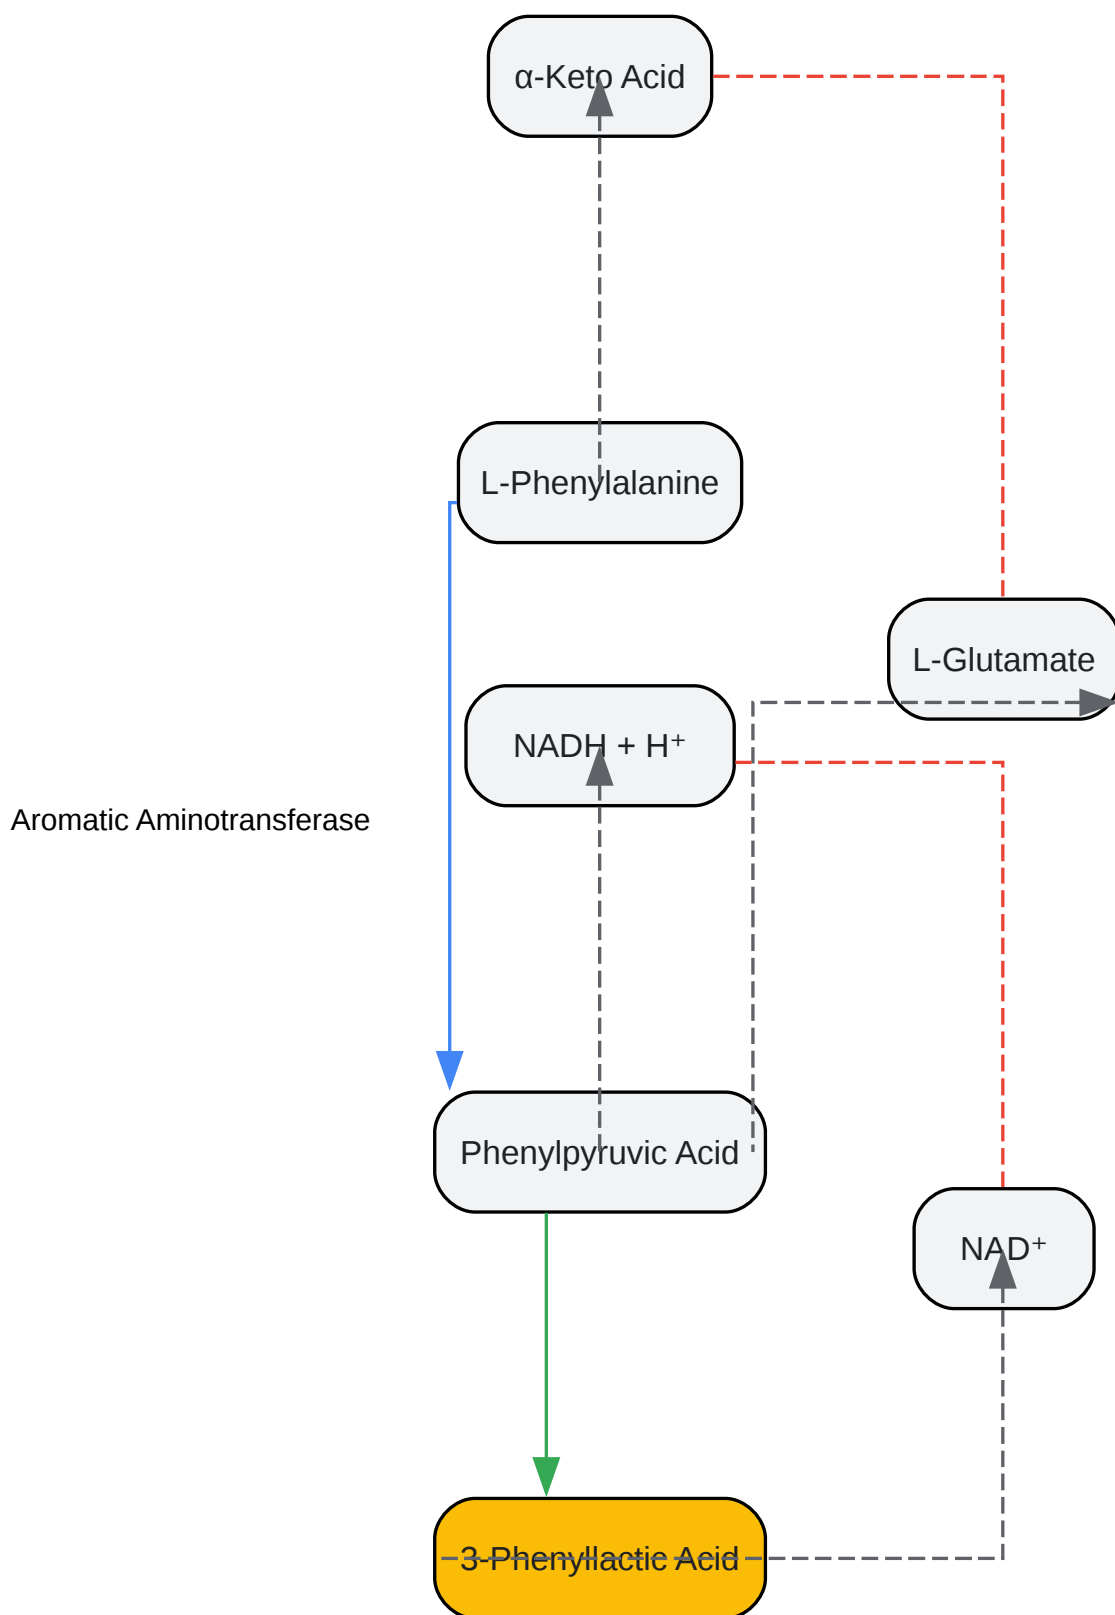 α-Keto Acid
L-Phenylalanine
L-Glutamate
NADH + H⁺
Aromatic Aminotransferase
Phenylpyruvic Acid
NAD⁺
3-Phenyllactic Acid